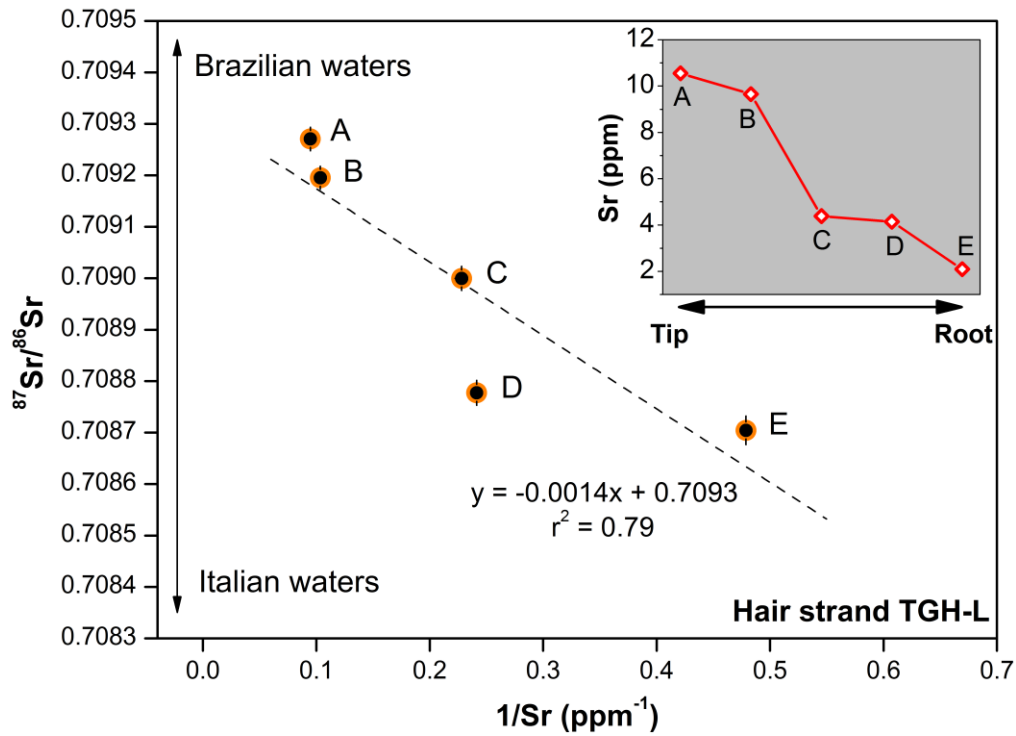 0.7095
0.7094
0.7093
0.7092
0.7091
0.7090
0.7089
0.7088
0.7087
0.7086
0.7085
0.7084
0.7083
⁸⁷Sr/⁸⁶Sr
Brazilian waters
A
B
C
D
E
y = -0.0014x + 0.7093
r² = 0.79
Italian waters
Hair strand TGH-L
0.0 0.1 0.2 0.3 0.4 0.5 0.6 0.7
1/Sr (ppm⁻¹)
12
10
8
6
4
2
Sr (ppm)
A
B
C
D
E
Tip Root